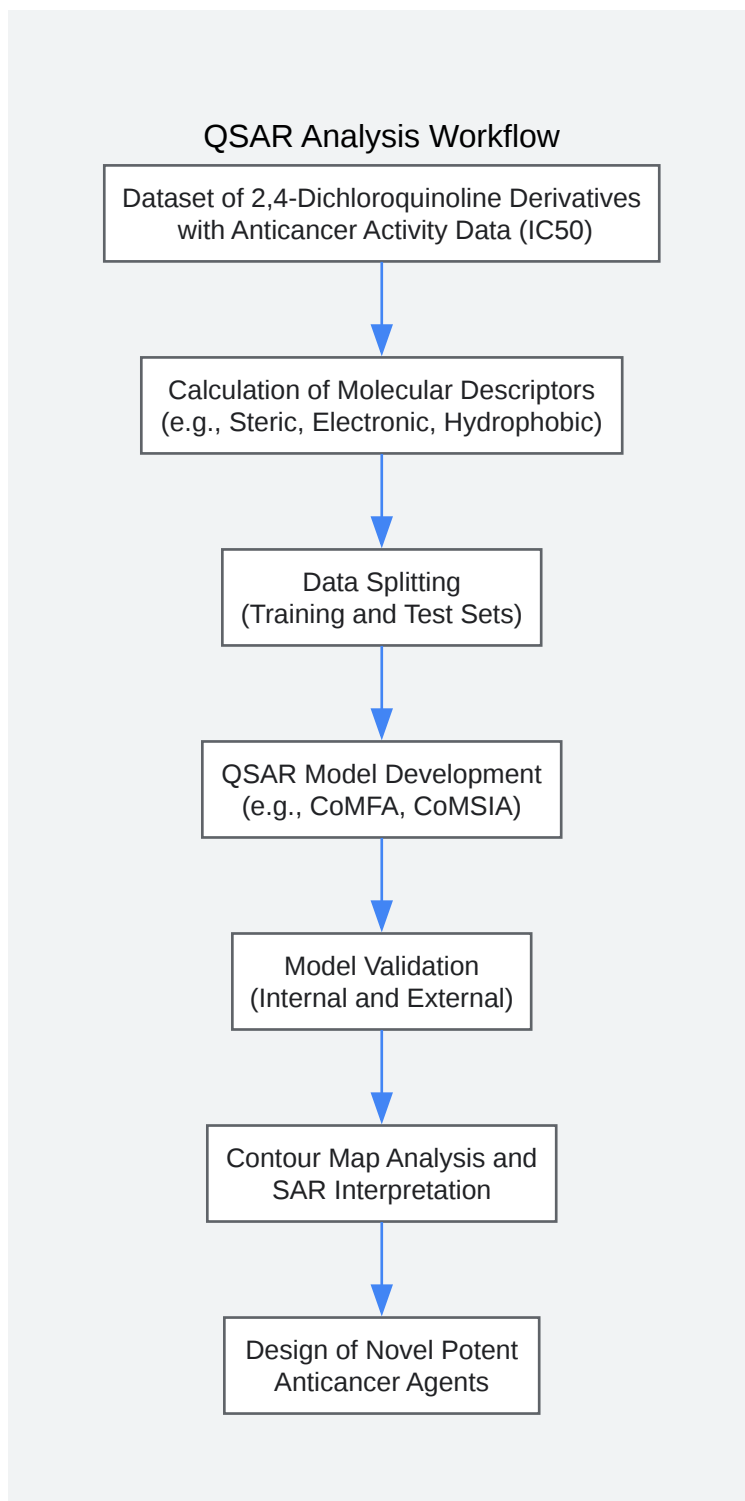 QSAR Analysis Workflow
Dataset of 2,4-Dichloroquinoline Derivatives
with Anticancer Activity Data (IC50)
Calculation of Molecular Descriptors
(e.g., Steric, Electronic, Hydrophobic)
Data Splitting
(Training and Test Sets)
QSAR Model Development
(e.g., CoMFA, CoMSIA)
Model Validation
(Internal and External)
Contour Map Analysis and
SAR Interpretation
Design of Novel Potent
Anticancer Agents